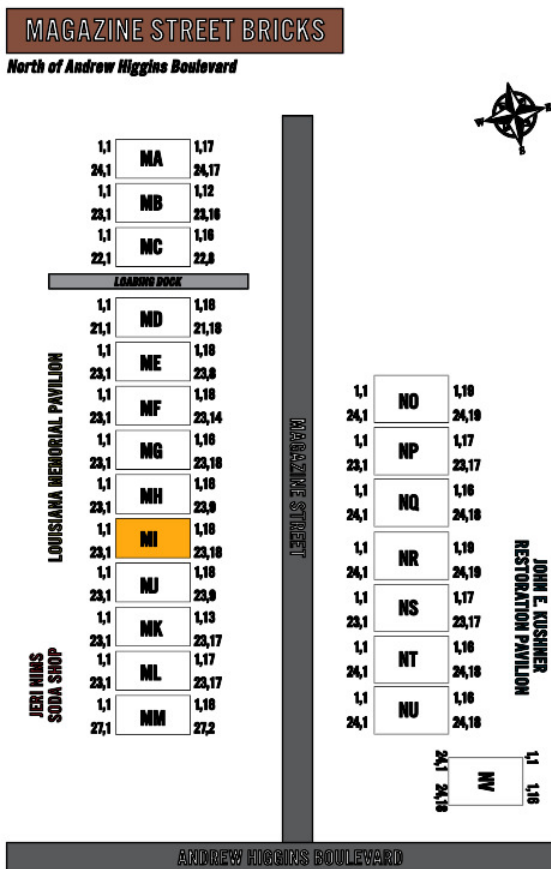 MAGAZINE STREET BRICKS
North of Andrew Higgins Boulevard
N
E
S
W
1,1 MA 1,17
24,1 24,17
1,1 MB 1,12
23,1 23,16
1,1 MC 1,16
22,1 22,8
LOADING DOCK
1,1 MD 1,18
21,1 21,18
1,1 ME 1,18
23,1 23,8
1,1 MF 1,18
23,1 23,14
1,1 MG 1,16
23,1 23,18
1,1 MH 1,18
23,1 23,9
1,1 MI 1,18
23,1 23,18
1,1 MJ 1,18
23,1 23,9
1,1 MK 1,13
23,1 23,17
1,1 ML 1,17
23,1 23,17
1,1 MM 1,18
27,1 27,2
LOUISIANA MEMORIAL PAVILION
JERI NIMS
SODA SHOP
MAGAZINE STREET
1,1 NO 1,19
24,1 24,19
1,1 NP 1,17
23,1 23,17
1,1 NQ 1,16
24,1 24,18
1,1 NR 1,19
24,1 24,19
1,1 NS 1,17
23,1 23,17
1,1 NT 1,16
24,1 24,18
1,1 NU 1,16
24,1 24,18
JOHN E. KUSHNER
RESTORATION PAVILION
1,1 NV 1,18
24,1 24,18
ANDREW HIGGINS BOULEVARD